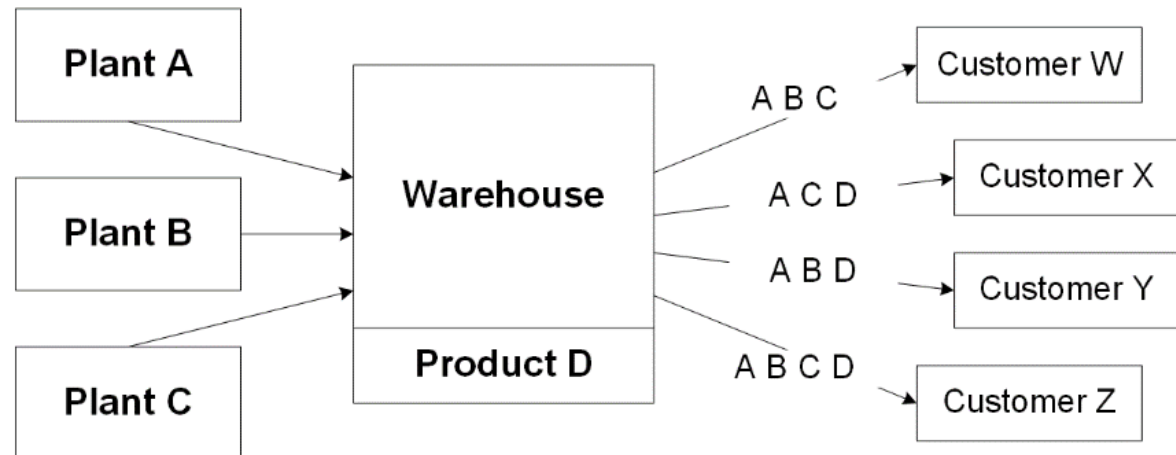 Plant A
Plant B
Plant C
Warehouse
Product D
A B C
A C D
A B D
A B C D
Customer W
Customer X
Customer Y
Customer Z